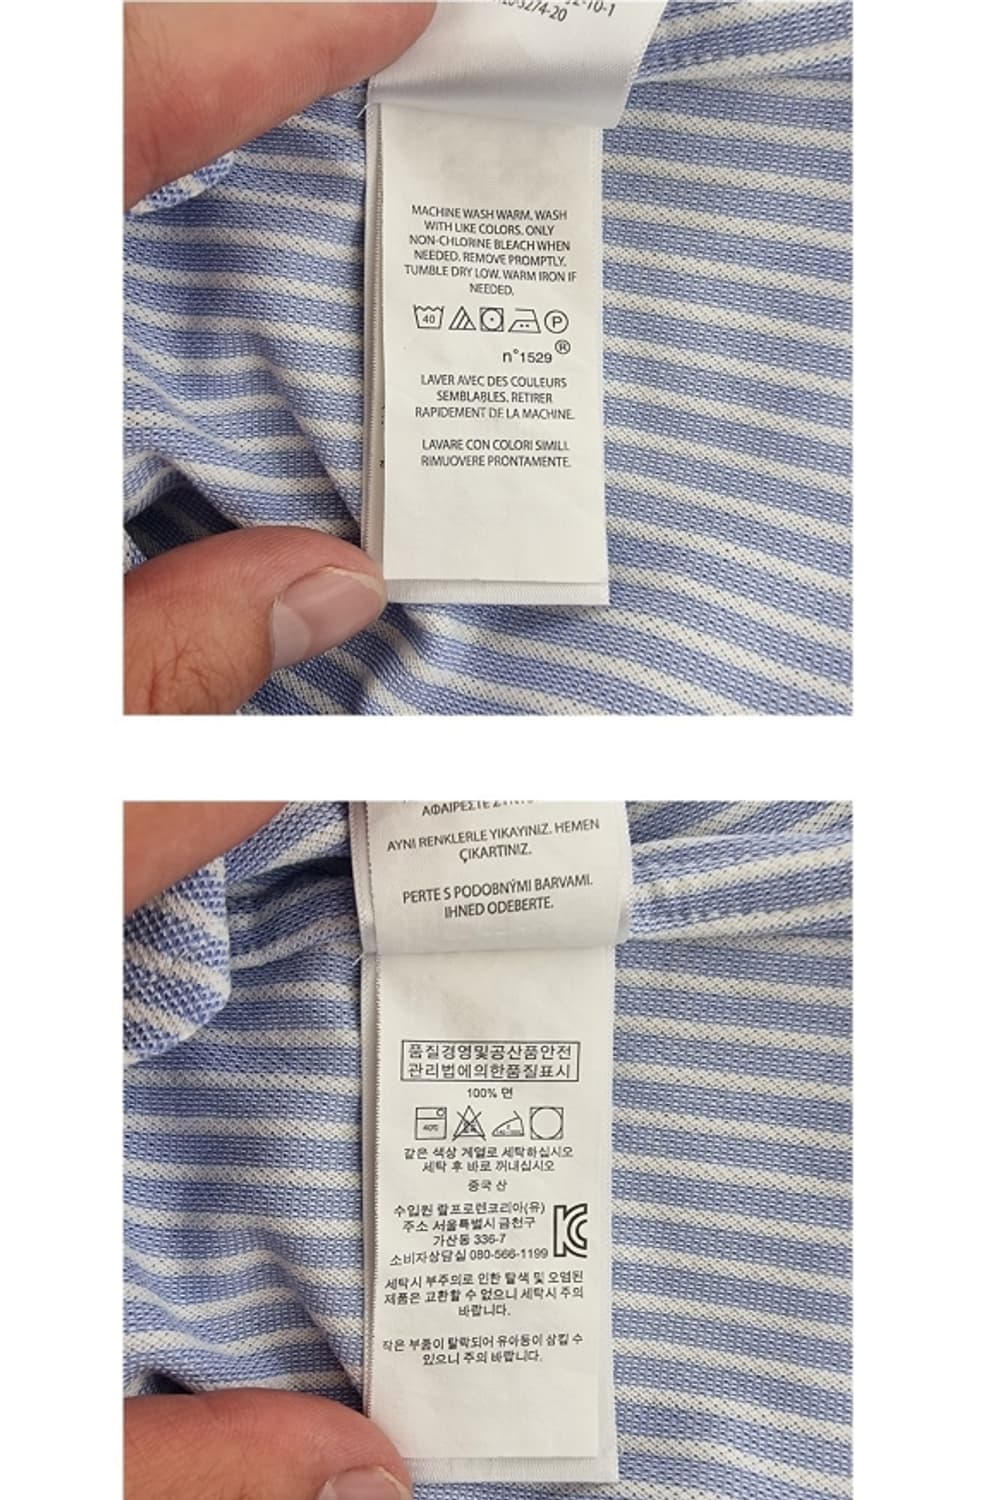 3274-20
MACHINE WASH WARM. WASH
WITH LIKE COLORS. ONLY
NON-CHLORINE BLEACH WHEN
NEEDED. REMOVE PROMPTLY.
TUMBLE DRY LOW. WARM IRON IF
NEEDED.
40 P
n°1529 ®
LAVER AVEC DES COULEURS
SEMBLABLES. RETIRER
RAPIDEMENT DE LA MACHINE.
LAVARE CON COLORI SIMILI.
RIMUOVERE PRONTAMENTE.
ΑΦΑΙΡΕΣΤΕ
AYNI RENKLERLE YIKAYINIZ. HEMEN
ÇIKARTINIZ.
PERTE S PODOBNÝMI BARVAMI.
IHNED ODEBERTE.
품질경영및공산품안전
관리법에의한품질표시
100% 면
40℃
같은 색상 계열로 세탁하십시오
세탁 후 바로 꺼내십시오
중국 산
수입원 랄프로렌코리아(유)
주소 서울특별시 금천구
가산동 336-7
소비자상담실 080-566-1199
세탁시 부주의로 인한 탈색 및 오염된
제품은 교환할 수 없으니 세탁시 주의
바랍니다.
작은 부품이 탈락되어 유아동이 삼킬 수
있으니 주의 바랍니다.